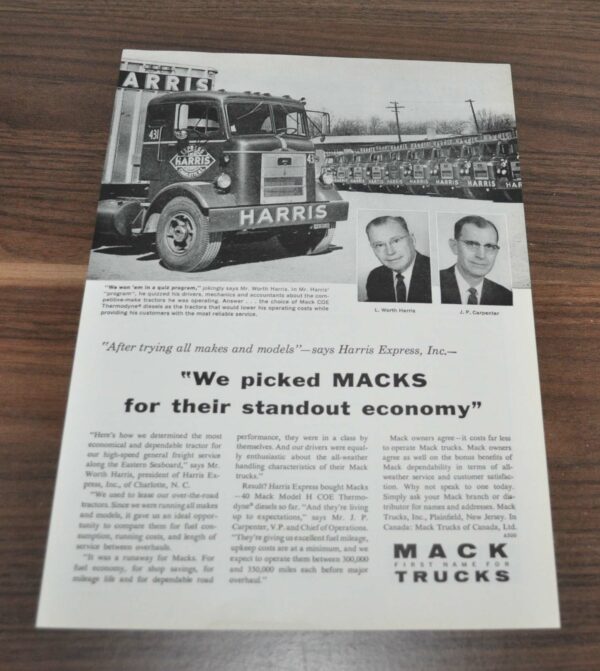 ARRIS
431
EXPRESS
HARRIS
43
HARRIS
HARRIS
HARRIS
HARRIS
"We won 'em in a quiz program," jokingly says Mr. Worth Harris. In Mr. Harris'
"program", he quizzed his drivers, mechanics and accountants about the com-
petitive-make tractors he was operating. Answer . . . the choice of Mack COE
Thermodyne® diesels as the tractors that would lower his operating costs while
providing his customers with the most reliable service.
L. Worth Harris
J. P. Carpenter
"After trying all makes and models"—says Harris Express, Inc.—
"We picked MACKS
for their standout economy"
"Here's how we determined the most
economical and dependable tractor for
our high-speed general freight service
along the Eastern Seaboard," says Mr.
Worth Harris, president of Harris Ex-
press, Inc., of Charlotte, N. C.
"We used to lease our over-the-road
tractors. Since we were running all makes
and models, it gave us an ideal oppor-
tunity to compare them for fuel con-
sumption, running costs, and length of
service between overhauls.
"It was a runaway for Macks. For
fuel economy, for shop savings, for
mileage life and for dependable road
performance, they were in a class by
themselves. And our drivers were equal-
ly enthusiastic about the all-weather
handling characteristics of their Mack
trucks."
Result? Harris Express bought Macks
—40 Mack Model H COE Thermo-
dyne® diesels so far. "And they're living
up to expectations," says Mr. J. P.
Carpenter, V.P. and Chief of Operations.
"They're giving us excellent fuel mileage,
upkeep costs are at a minimum, and we
expect to operate them between 300,000
and 350,000 miles each before major
overhaul."
Mack owners agree—it costs far less
to operate Mack trucks. Mack owners
agree as well on the bonus benefits of
Mack dependability in terms of all-
weather service and customer satisfac-
tion. Why not speak to one today.
Simply ask your Mack branch or dis-
tributor for names and addresses. Mack
Trucks, Inc., Plainfield, New Jersey. In
Canada: Mack Trucks of Canada, Ltd.
MACK
FIRST NAME FOR
TRUCKS